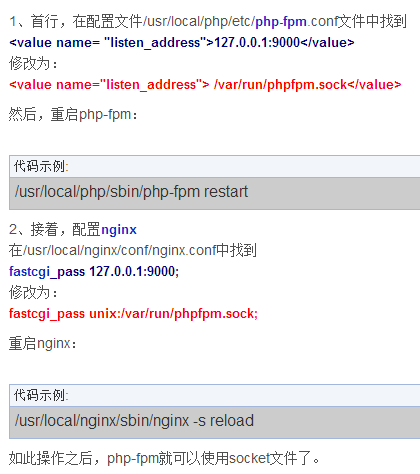 1、首行，在配置文件/usr/local/php/etc/php-fpm.conf文件中找到
<value name= "listen_address">127.0.0.1:9000</value>
修改为：
<value name="listen_address"> /var/run/phpfpm.sock</value>
然后，重启php-fpm：
代码示例:
/usr/local/php/sbin/php-fpm restart
2、接着，配置nginx
在/usr/local/nginx/conf/nginx.conf中找到
fastcgi_pass 127.0.0.1:9000;
修改为：
fastcgi_pass unix:/var/run/phpfpm.sock;
重启nginx：
代码示例:
/usr/local/nginx/sbin/nginx -s reload
如此操作之后，php-fpm就可以使用socket文件了。